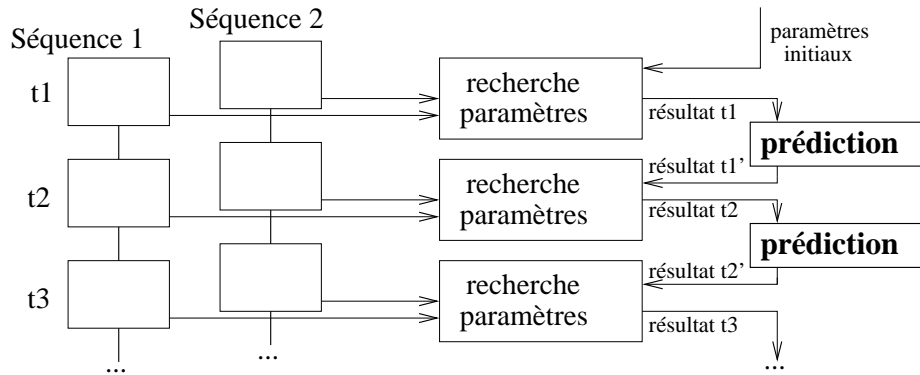 Séquence 1
Séquence 2
paramètres
initiaux
t1
recherche
paramètres
résultat t1
prédiction
résultat t1'
t2
recherche
paramètres
résultat t2
prédiction
résultat t2'
t3
recherche
paramètres
résultat t3
...
...
...